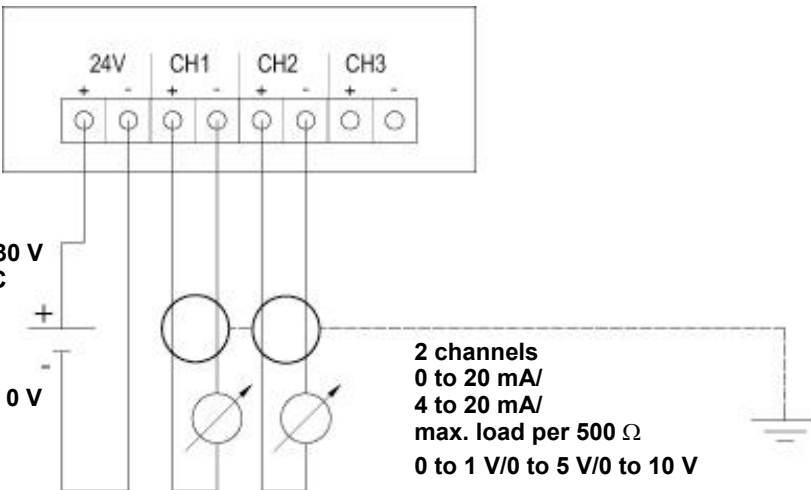 24V CH1 CH2 CH3
+ - + - + - + -
30 V
+
-
0 V
2 channels
0 to 20 mA/
4 to 20 mA/
max. load per 500 Ω
0 to 1 V/0 to 5 V/0 to 10 V